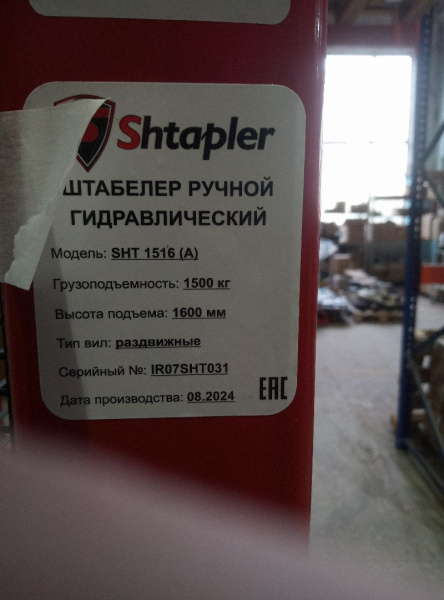 Shtapler
ШТАБЕЛЕР РУЧНОЙ
ГИДРАВЛИЧЕСКИЙ
Модель: SHT 1516 (А)
Грузоподъемность: 1500 кг
Высота подъема: 1600 мм
Тип вил: раздвижные
Серийный №: IR07SHT031
Дата производства: 08.2024
EAC